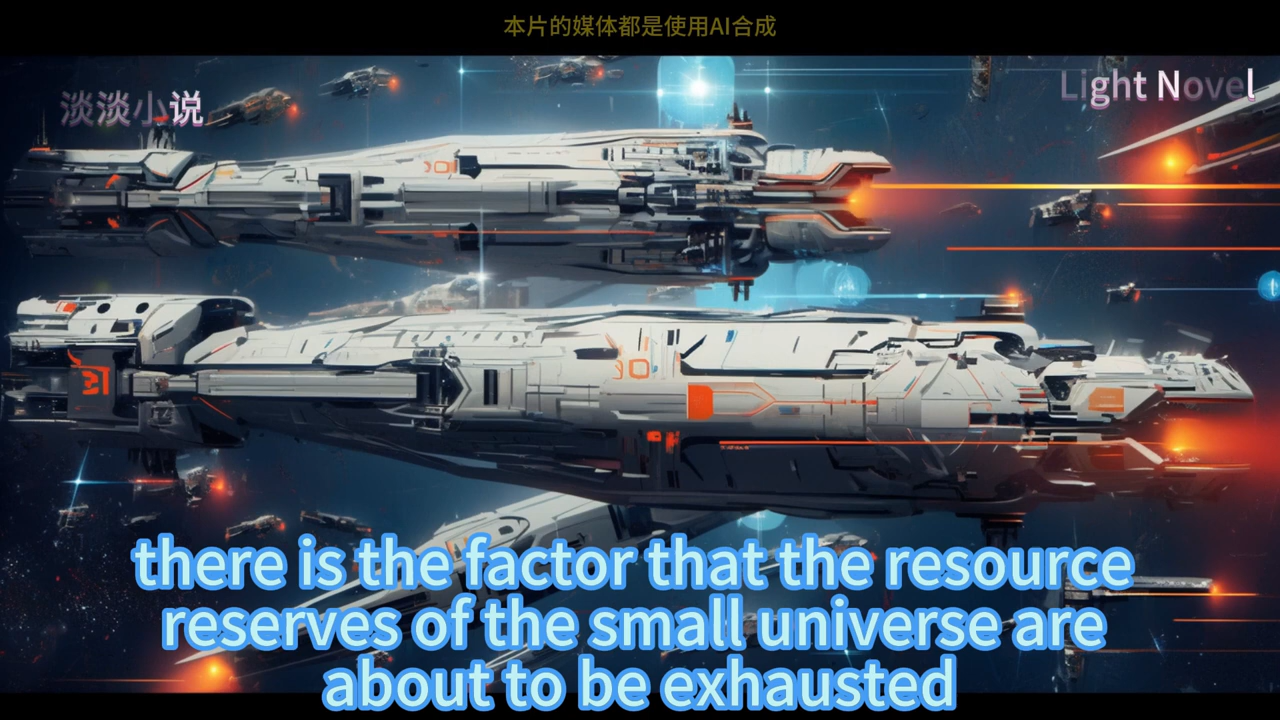 本片的媒体都是使用AI合成
淡淡小说
Light Novel
there is the factor that the resource
reserves of the small universe are
about to be exhausted